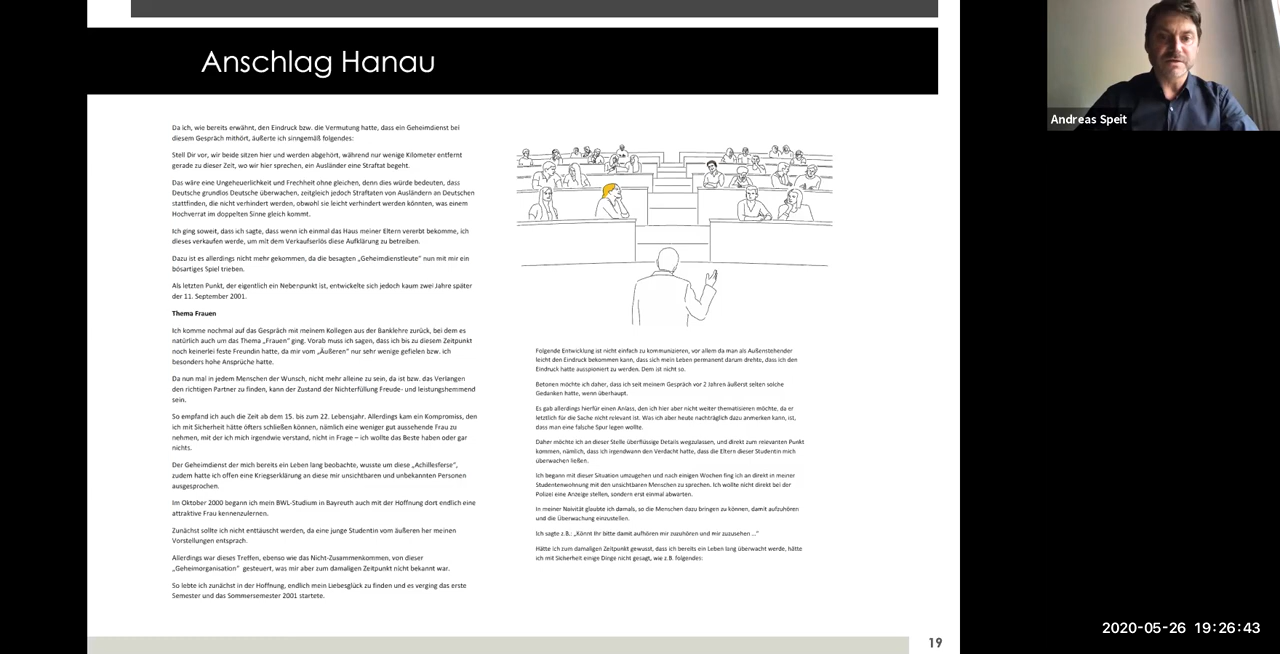 Anschlag Hanau
Da ich, wie bereits erwähnt, den Eindruck bzw. die Vermutung hatte, dass ein Geheimdienst bei
diesem Gespräch mithört, äußerte ich sinngemäß folgendes:
Stell Dir vor, wir beide sitzen hier und werden abgehört, während nur wenige Kilometer entfernt
gerade zu dieser Zeit, wo wir hier sprechen, ein Ausländer eine Straftat begeht.
Das wäre eine Ungeheuerlichkeit und Frechheit ohne gleichen, denn dies würde bedeuten, dass
Deutsche grundlos Deutsche überwachen, zeitgleich jedoch Straftaten von Ausländern an Deutschen
stattfinden, die nicht verhindert werden, obwohl sie leicht verhindert werden könnten, was einem
Hochverrat im doppelten Sinne gleich kommt.
Ich ging soweit, dass ich sagte, dass wenn ich einmal das Haus meiner Eltern vererbt bekomme, ich
dieses verkaufen werde, um mit dem Verkaufserlös diese Aufklärung zu betreiben.
Dazu ist es allerdings nicht mehr gekommen, da die besagten „Geheimdienstleute" nun mit mir ein
bösartiges Spiel trieben.
Als letzten Punkt, der eigentlich ein Nebenpunkt ist, entwickelte sich jedoch kaum zwei Jahre später
der 11. September 2001.
Thema Frauen
Ich komme nochmal auf das Gespräch mit meinem Kollegen aus der Banklehre zurück, bei dem es
natürlich auch um das Thema „Frauen" ging. Vorab muss ich sagen, dass ich bis zu diesem Zeitpunkt
noch keinerlei feste Freundin hatte, da mir vom „Äußeren" nur sehr wenige gefielen bzw. ich
besonders hohe Ansprüche hatte.
Da nun mal in jedem Menschen der Wunsch, nicht mehr alleine zu sein, da ist bzw. das Verlangen
den richtigen Partner zu finden, kann der Zustand der Nichterfüllung Freude- und leistungshemmend
sein.
So empfand ich auch die Zeit ab dem 15. bis zum 22. Lebensjahr. Allerdings kam ein Kompromiss, den
ich mit Sicherheit hätte öfters schließen können, nämlich eine weniger gut aussehende Frau zu
nehmen, mit der ich mich irgendwie verstand, nicht in Frage – ich wollte das Beste haben oder gar
nichts.
Der Geheimdienst der mich bereits ein Leben lang beobachte, wusste um diese „Achillesferse",
zudem hatte ich offen eine Kriegserklärung an diese mir unsichtbaren und unbekannten Personen
ausgesprochen.
Im Oktober 2000 begann ich mein BWL-Studium in Bayreuth auch mit der Hoffnung dort endlich eine
attraktive Frau kennenzulernen.
Zunächst sollte ich nicht enttäuscht werden, da eine junge Studentin vom äußeren her meinen
Vorstellungen entsprach.
Allerdings war dieses Treffen, ebenso wie das Nicht-Zusammenkommen, von dieser
„Geheimorganisation" gesteuert, was mir aber zum damaligen Zeitpunkt nicht bekannt war.
So lebte ich zunächst in der Hoffnung, endlich mein Liebesglück zu finden und es verging das erste
Semester und das Sommersemester 2001 startete.
Folgende Entwicklung ist nicht einfach zu kommunizieren, vor allem da man als Außenstehender
leicht den Eindruck bekommen kann, dass sich mein Leben permanent darum drehte, dass ich den
Eindruck hatte ausspioniert zu werden. Dem ist nicht so.
Betonen möchte ich daher, dass ich seit meinem Gespräch vor 2 Jahren äußerst selten solche
Gedanken hatte, wenn überhaupt.
Es gab allerdings hierfür einen Anlass, den ich hier aber nicht weiter thematisieren möchte, da er
letztlich für die Sache nicht relevant ist. Was ich aber heute nachträglich dazu anmerken kann, ist,
dass man eine falsche Spur legen wollte.
Daher möchte ich an dieser Stelle überflüssige Details wegzulassen, und direkt zum relevanten Punkt
kommen, nämlich, dass ich irgendwann den Verdacht hatte, dass die Eltern dieser Studentin mich
überwachen ließen.
Ich begann mit dieser Situation umzugehen und nach einigen Wochen fing ich an direkt in meiner
Studentenwohnung mit den unsichtbaren Menschen zu sprechen. Ich wollte nicht direkt bei der
Polizei eine Anzeige stellen, sondern erst einmal abwarten.
In meiner Naivität glaubte ich damals, so die Menschen dazu bringen zu können, damit aufzuhören
und die Überwachung einzustellen.
Ich sagte z.B.: „Könnt Ihr bitte damit aufhören mir zuzuhören und mir zuzusehen ..."
Hätte ich zum damaligen Zeitpunkt gewusst, dass ich bereits ein Leben lang überwacht werde, hätte
ich mit Sicherheit einige Dinge nicht gesagt, wie z.B. folgendes:
19
Andreas Speit
2020-05-26 19:26:43